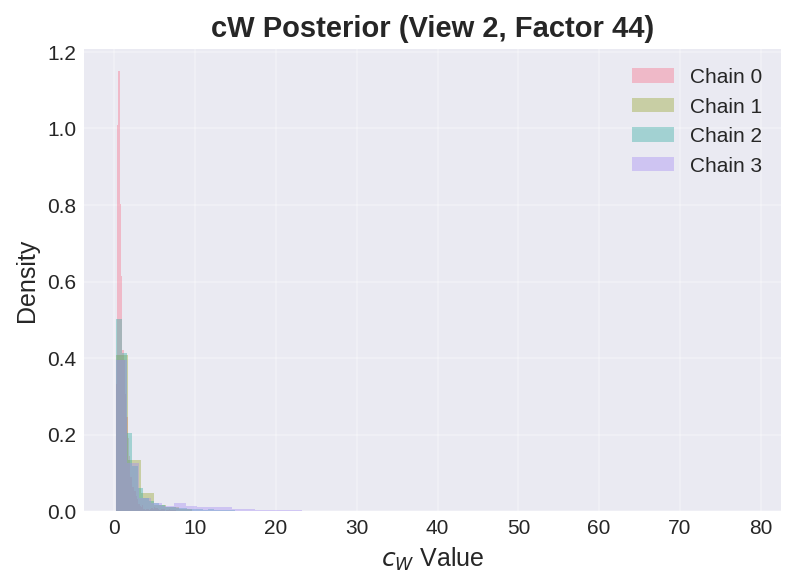 cW Posterior (View 2, Factor 44)
1.2
1.0
0.8
0.6
0.4
0.2
0.0
Density
Chain 0
Chain 1
Chain 2
Chain 3
0 10 20 30 40 50 60 70 80
c_W Value